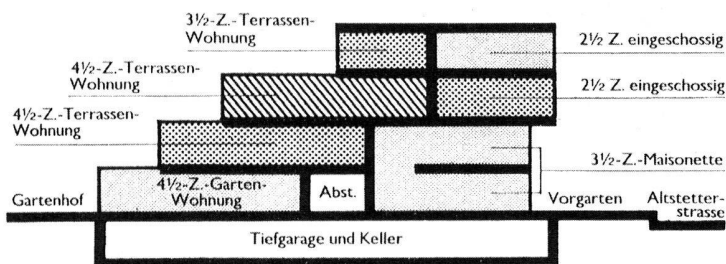 3½-Z.-Terrassen-
Wohnung
2½ Z. eingeschossig
4½-Z.-Terrassen-
Wohnung
2½ Z. eingeschossig
4½-Z.-Terrassen-
Wohnung
3½-Z.-Maisonette
4½-Z.-Garten-
Wohnung
Abst.
Gartenhof
Vorgarten
Altstetter-
strasse
Tiefgarage und Keller